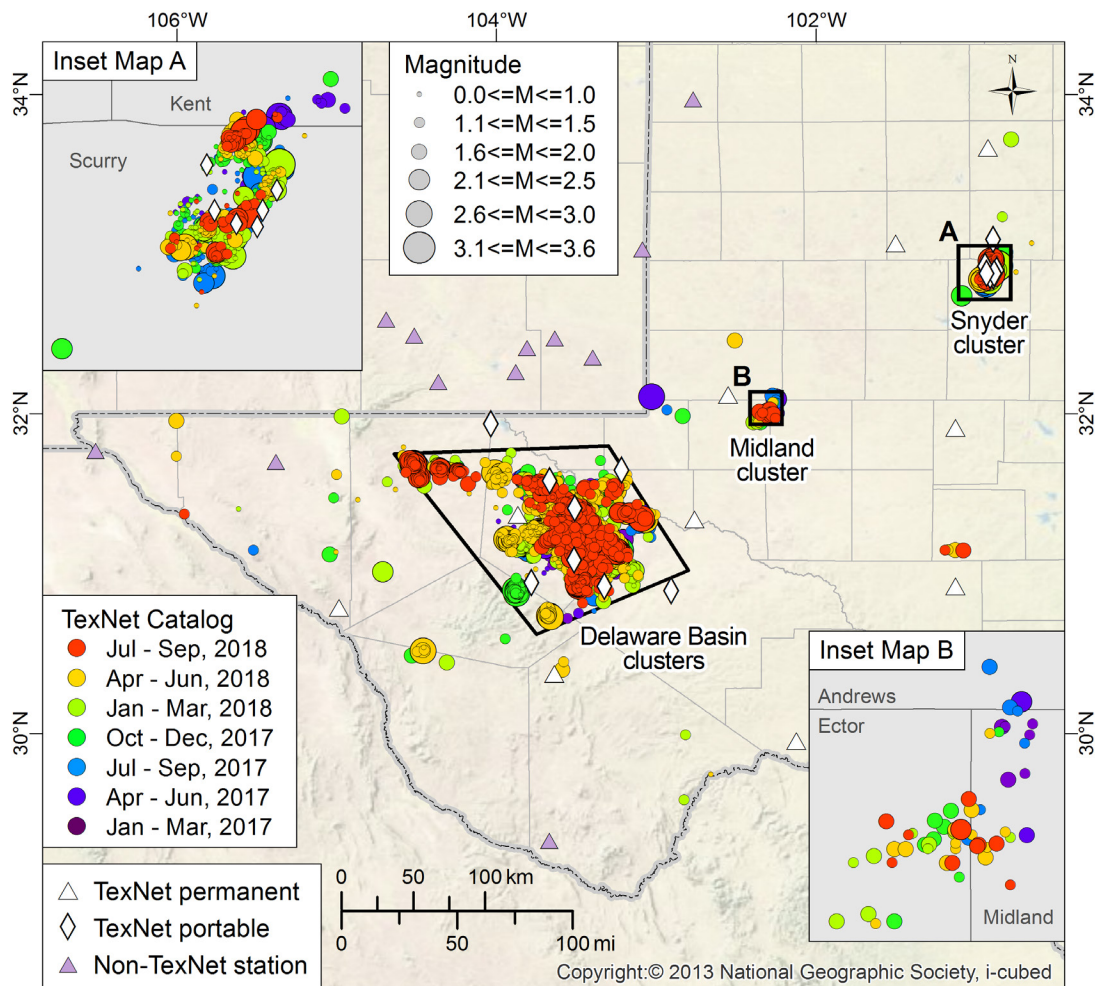 106°W
104°W
102°W
Inset Map A
Kent
Scurry
Magnitude
0.0<=M<=1.0
1.1<=M<=1.5
1.6<=M<=2.0
2.1<=M<=2.5
2.6<=M<=3.0
3.1<=M<=3.6
N
34°N
34°N
A
Snyder
cluster
B
Midland
cluster
32°N
32°N
Delaware Basin
clusters
TexNet Catalog
Jul - Sep, 2018
Apr - Jun, 2018
Jan - Mar, 2018
Oct - Dec, 2017
Jul - Sep, 2017
Apr - Jun, 2017
Jan - Mar, 2017
30°N
30°N
Inset Map B
Andrews
Ector
Midland
TexNet permanent
TexNet portable
Non-TexNet station
0 50 100 km
0 50 100 mi
Copyright:© 2013 National Geographic Society, i-cubed
106°W
104°W
102°W